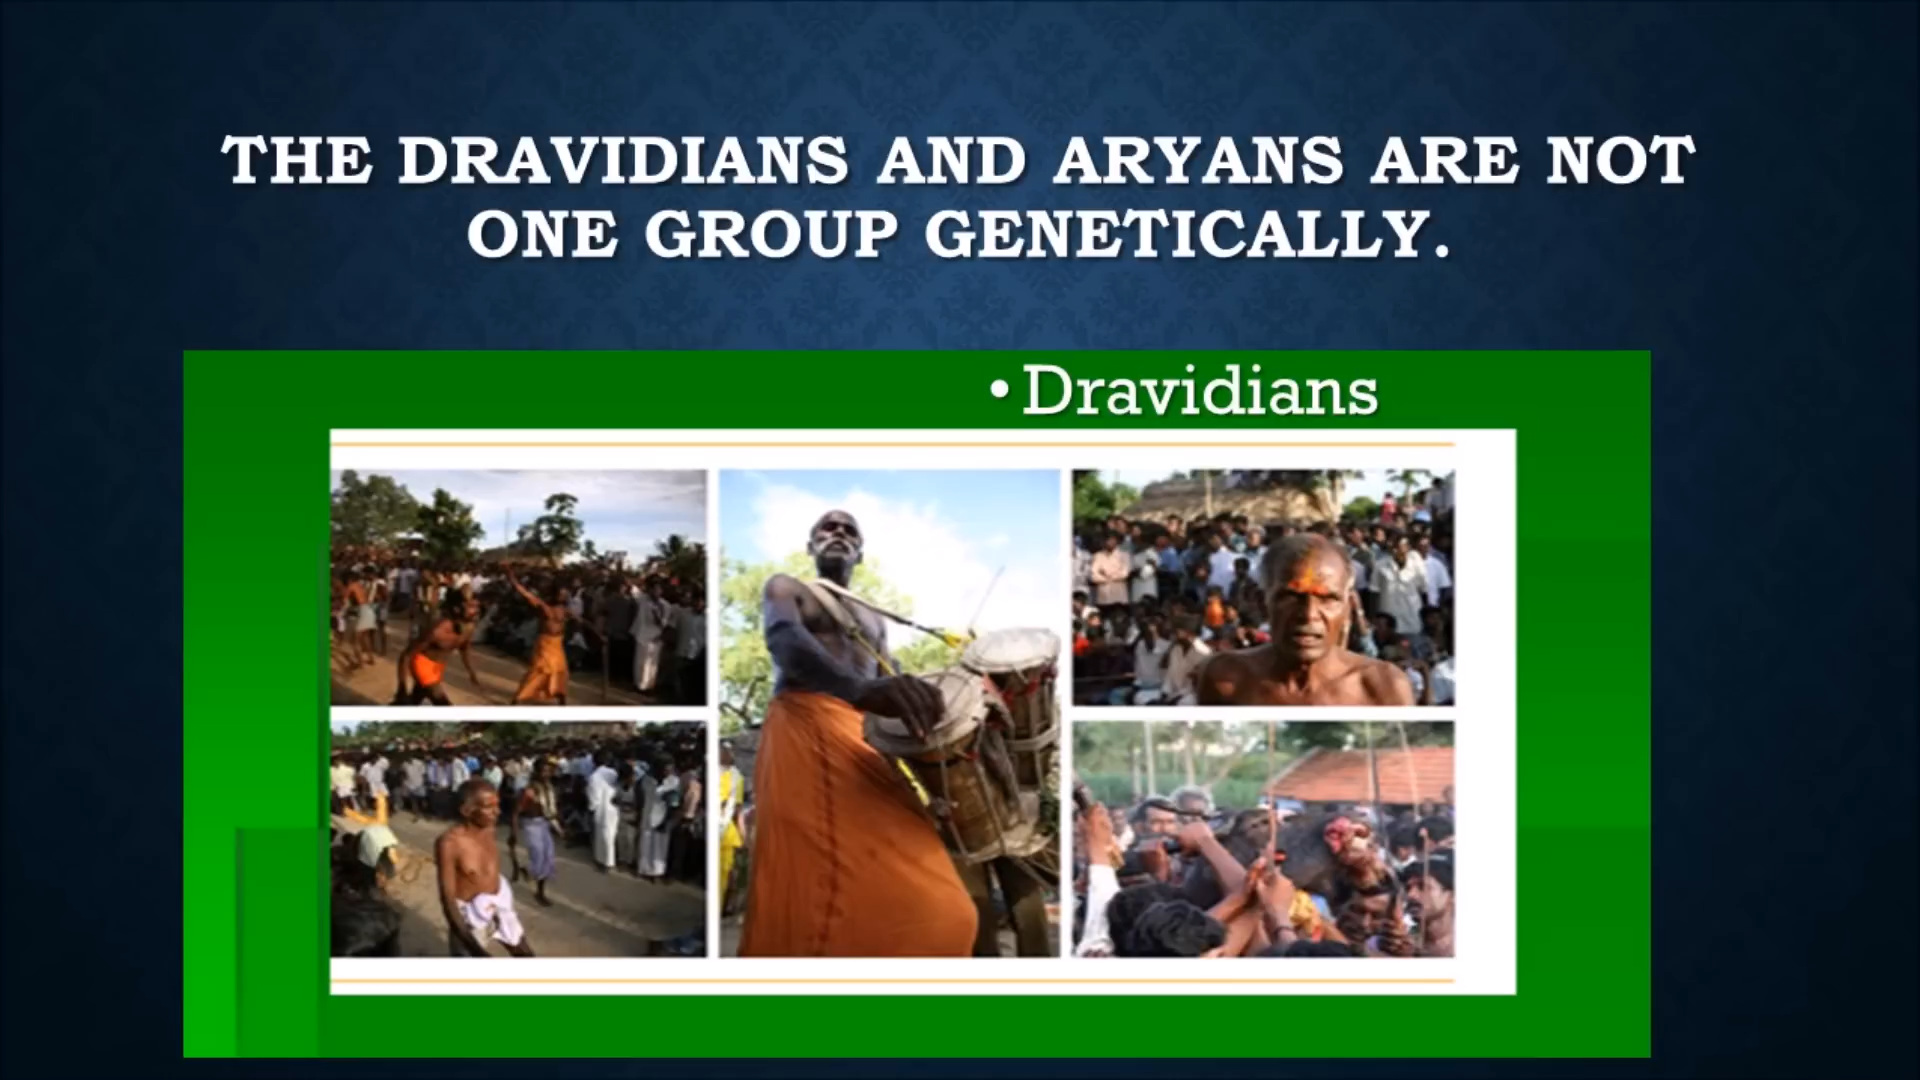 THE DRAVIDIANS AND ARYANS ARE NOT
ONE GROUP GENETICALLY.
• Dravidians